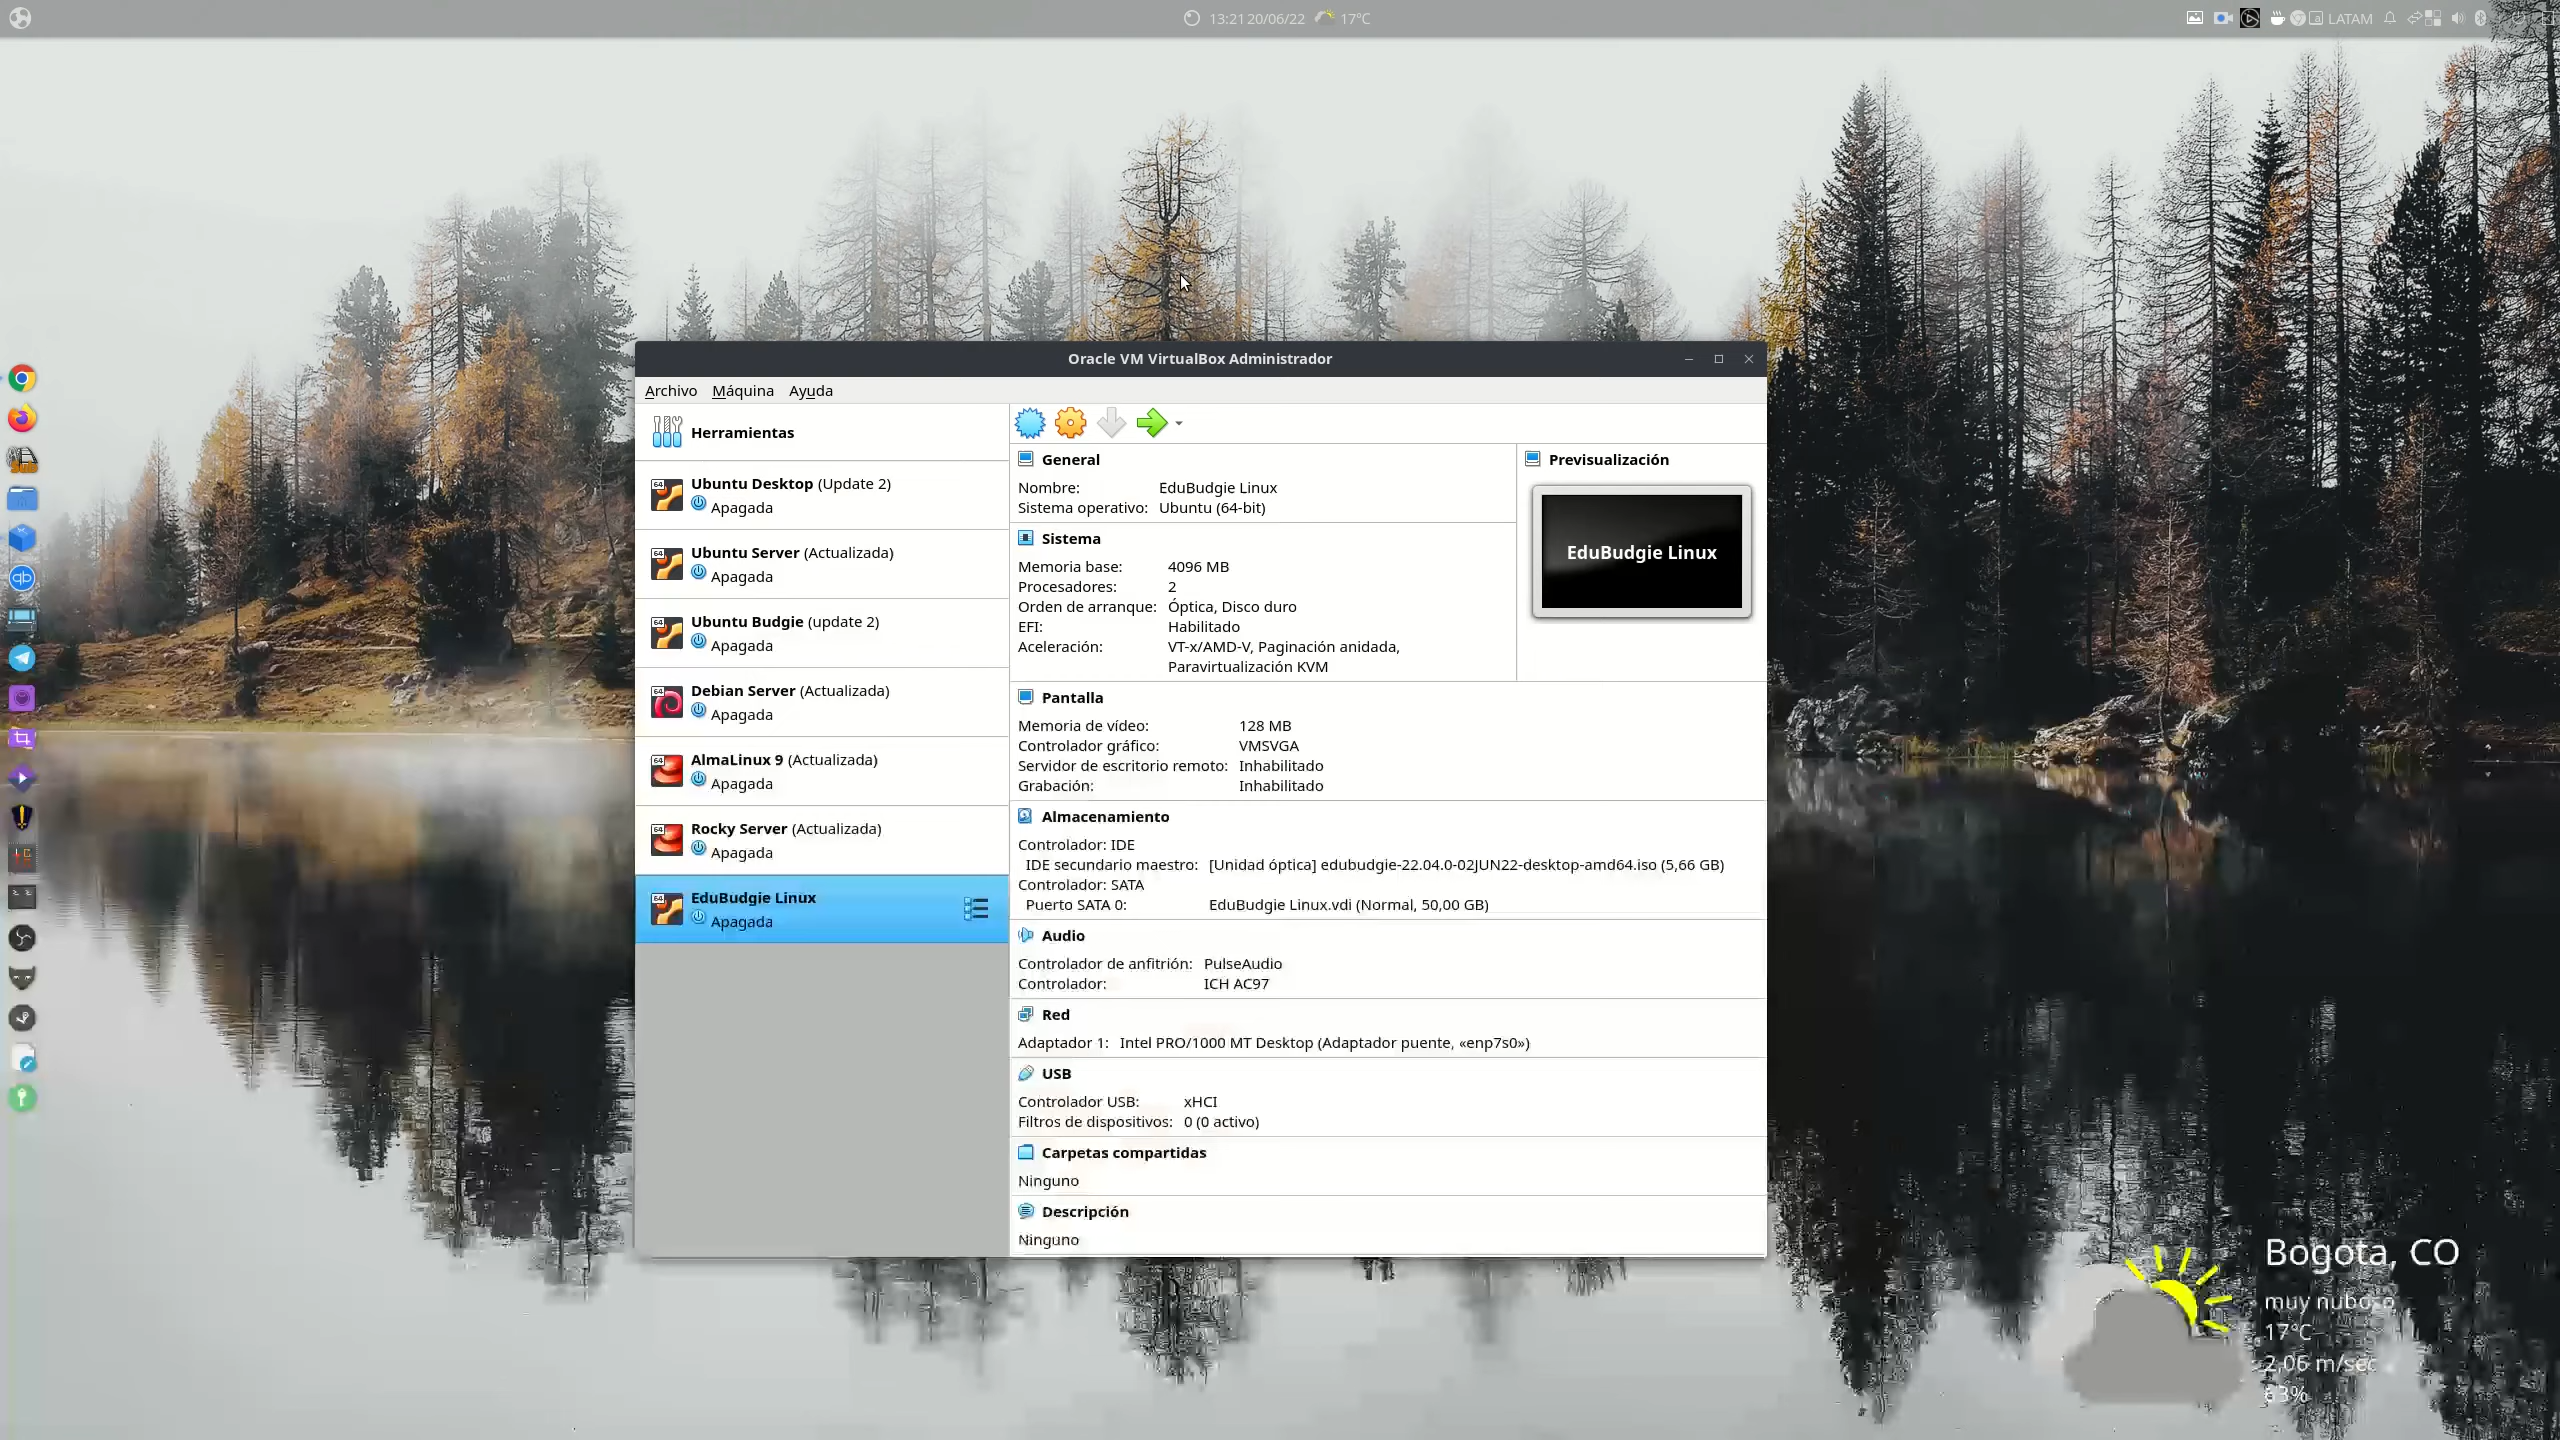 13:21 20/06/22 17°C
LATAM
Oracle VM VirtualBox Administrador
Archivo Máquina Ayuda
Herramientas
Ubuntu Desktop (Update 2)
Apagada
Ubuntu Server (Actualizada)
Apagada
Ubuntu Budgie (update 2)
Apagada
Debian Server (Actualizada)
Apagada
AlmaLinux 9 (Actualizada)
Apagada
Rocky Server (Actualizada)
Apagada
EduBudgie Linux
Apagada
General
Nombre: EduBudgie Linux
Sistema operativo: Ubuntu (64-bit)
Sistema
Memoria base: 4096 MB
Procesadores: 2
Orden de arranque: Óptica, Disco duro
EFI: Habilitado
Aceleración: VT-x/AMD-V, Paginación anidada,
Paravirtualización KVM
Previsualización
EduBudgie Linux
Pantalla
Memoria de vídeo: 128 MB
Controlador gráfico: VMSVGA
Servidor de escritorio remoto: Inhabilitado
Grabación: Inhabilitado
Almacenamiento
Controlador: IDE
IDE secundario maestro: [Unidad óptica] edubudgie-22.04.0-02JUN22-desktop-amd64.iso (5,66 GB)
Controlador: SATA
Puerto SATA 0: EduBudgie Linux.vdi (Normal, 50,00 GB)
Audio
Controlador de anfitrión: PulseAudio
Controlador: ICH AC97
Red
Adaptador 1: Intel PRO/1000 MT Desktop (Adaptador puente, «enp7s0»)
USB
Controlador USB: xHCI
Filtros de dispositivos: 0 (0 activo)
Carpetas compartidas
Ninguno
Descripción
Ninguno
Bogota, CO
muy nuboso
17°C
2,06 m/sec
63%